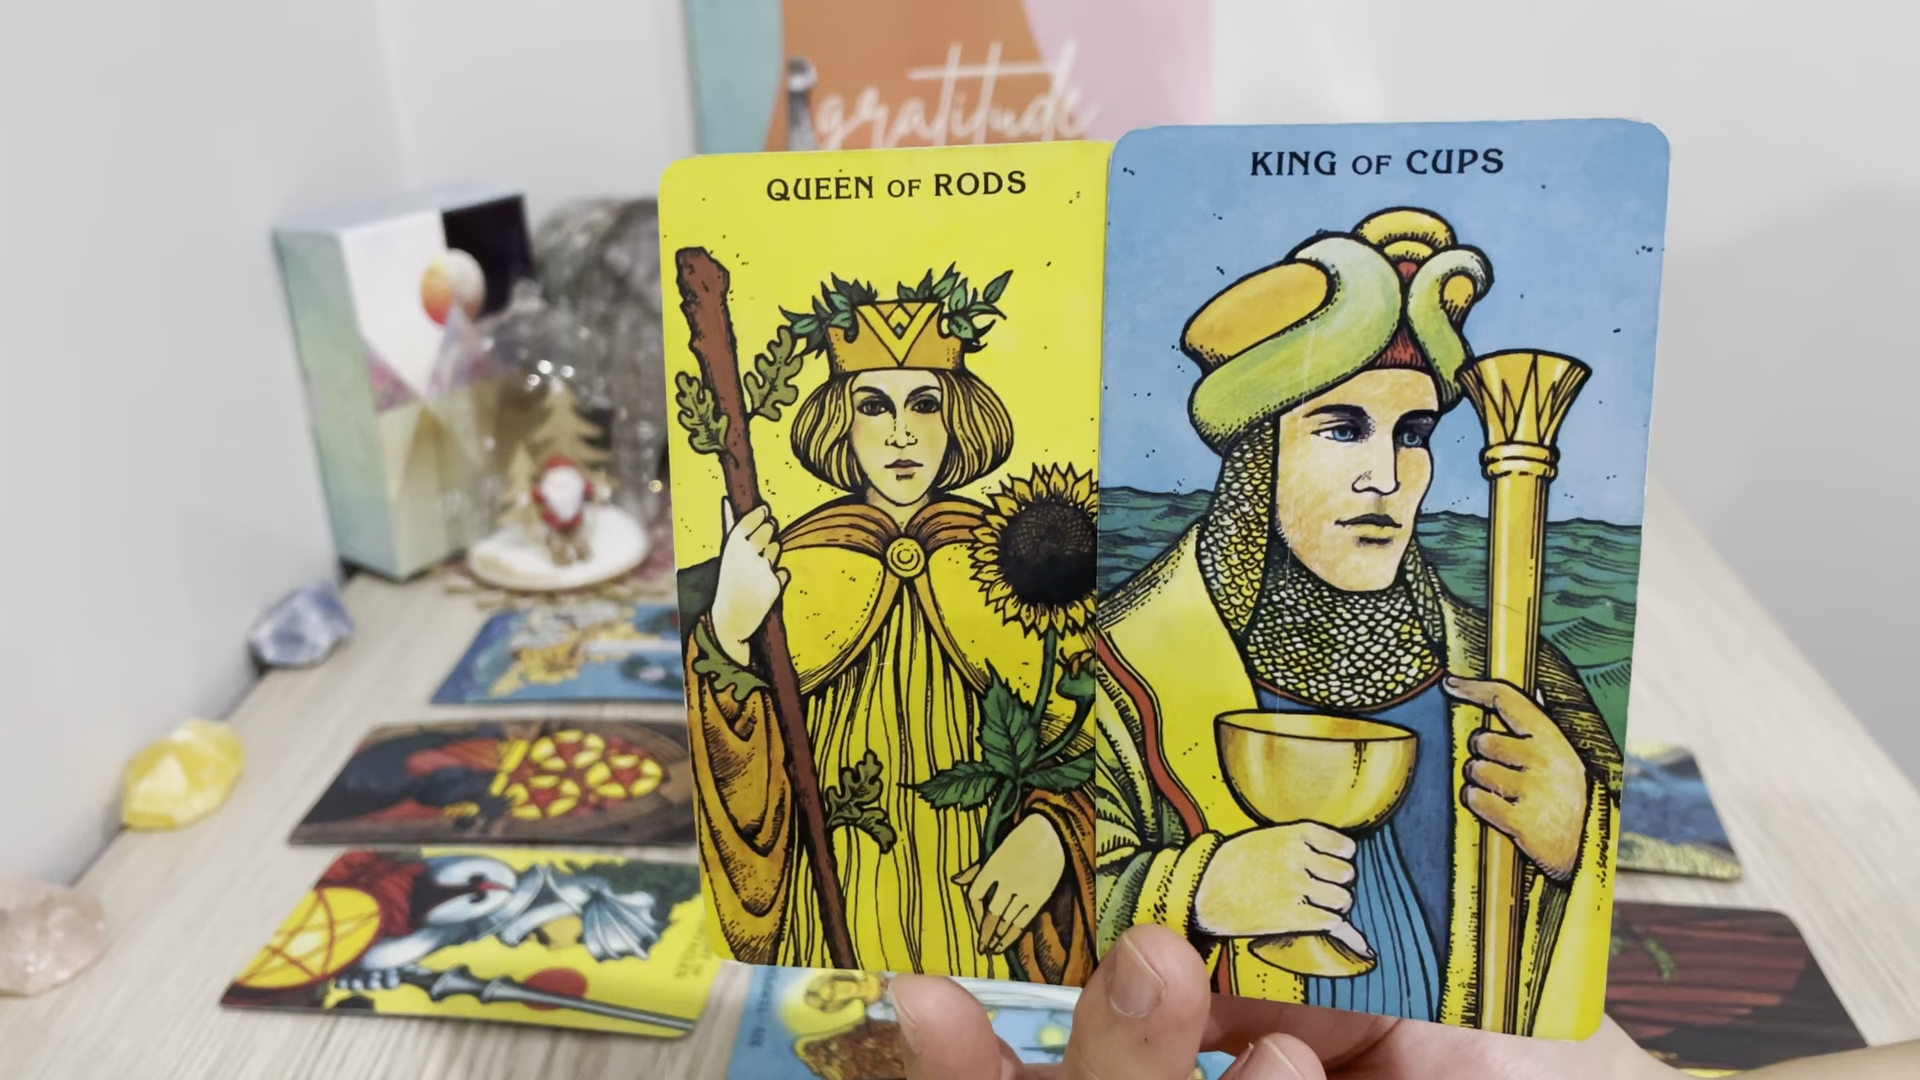 gratitude
QUEEN OF RODS
KING OF CUPS